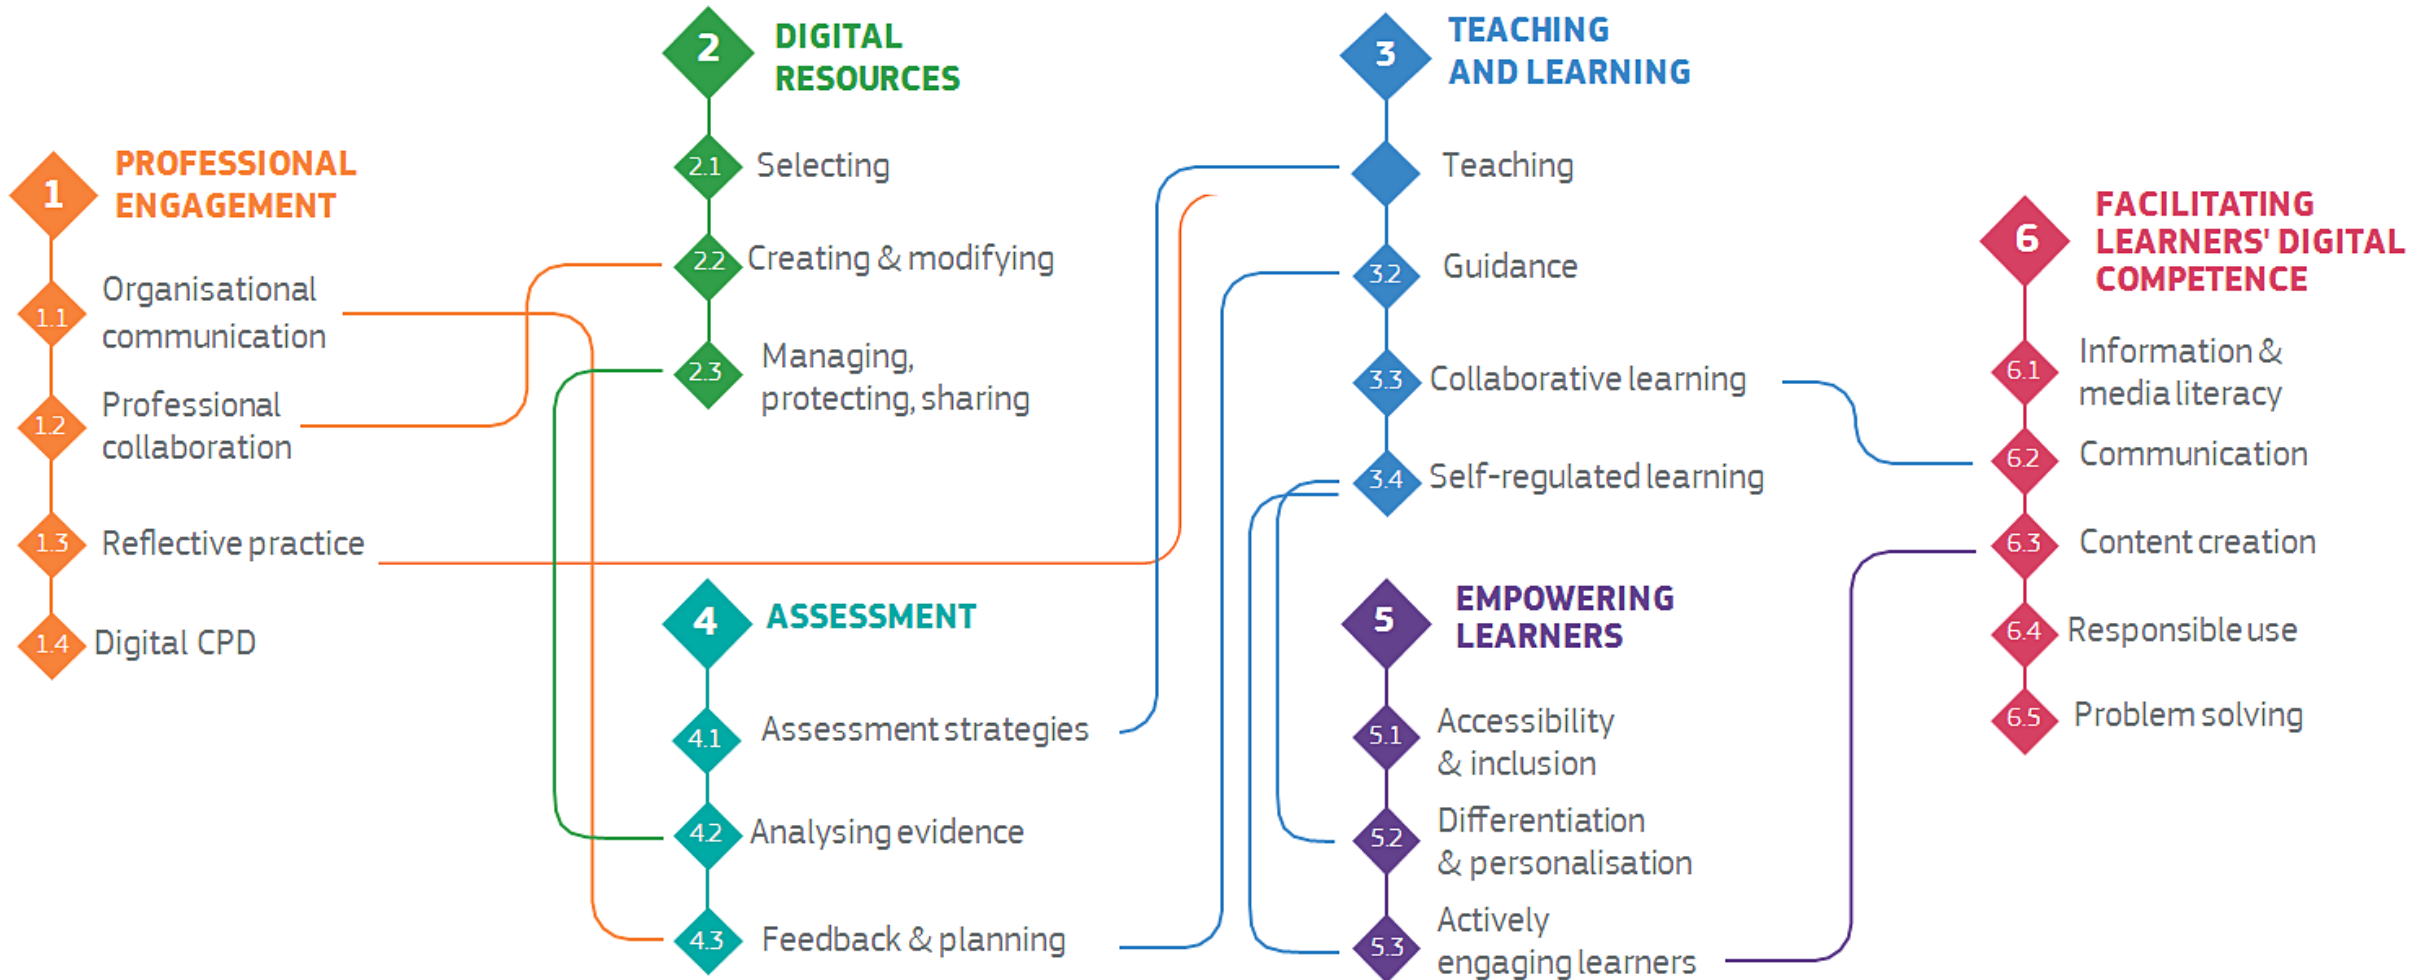 1
PROFESSIONAL
ENGAGEMENT
1.1
Organisational
communication
1.2
Professional
collaboration
1.3
Reflective practice
1.4
Digital CPD
2
DIGITAL
RESOURCES
2.1
Selecting
2.2
Creating & modifying
2.3
Managing,
protecting, sharing
3
TEACHING
AND LEARNING
Teaching
3.2
Guidance
3.3
Collaborative learning
3.4
Self-regulated learning
4
ASSESSMENT
4.1
Assessment strategies
4.2
Analysing evidence
4.3
Feedback & planning
5
EMPOWERING
LEARNERS
5.1
Accessibility
& inclusion
5.2
Differentiation
& personalisation
5.3
Actively
engaging learners
6
FACILITATING
LEARNERS' DIGITAL
COMPETENCE
6.1
Information &
media literacy
6.2
Communication
6.3
Content creation
6.4
Responsible use
6.5
Problem solving